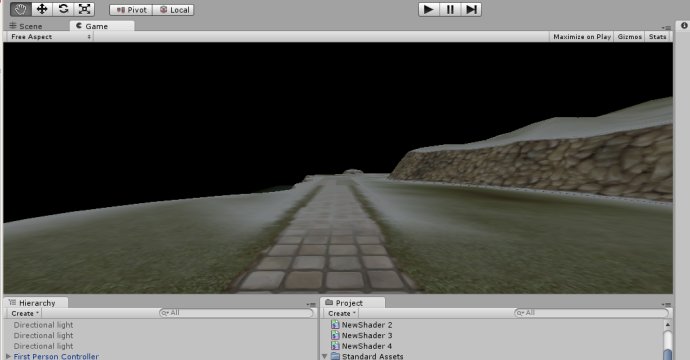 Pivot Local
Scene Game
Free Aspect Maximize on Play Gizmos Stats
Hierarchy Project
Create All Create All
Directional light NewShader 2
Directional light NewShader 3
Directional light NewShader 4
First Person Controller Standard Assets